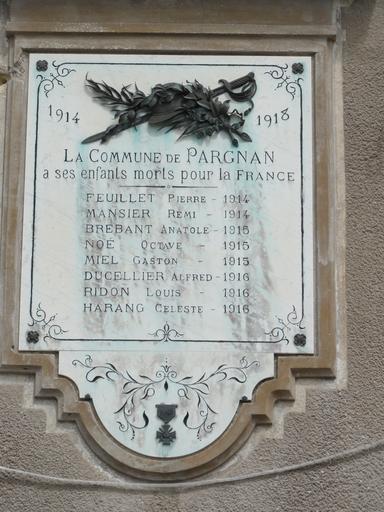 1914 1918
LA COMMUNE DE PARGNAN
a ses enfants morts pour la FRANCE
FEUILLET PIERRE - 1914
MANSIER REMI - 1914
BREBANT ANATOLE - 1915
NOË OCTAVE - 1915
MIEL GASTON - 1915
DUCELLIER ALFRED - 1916
RIDON LOUIS - 1916
HARANG CELESTE - 1916